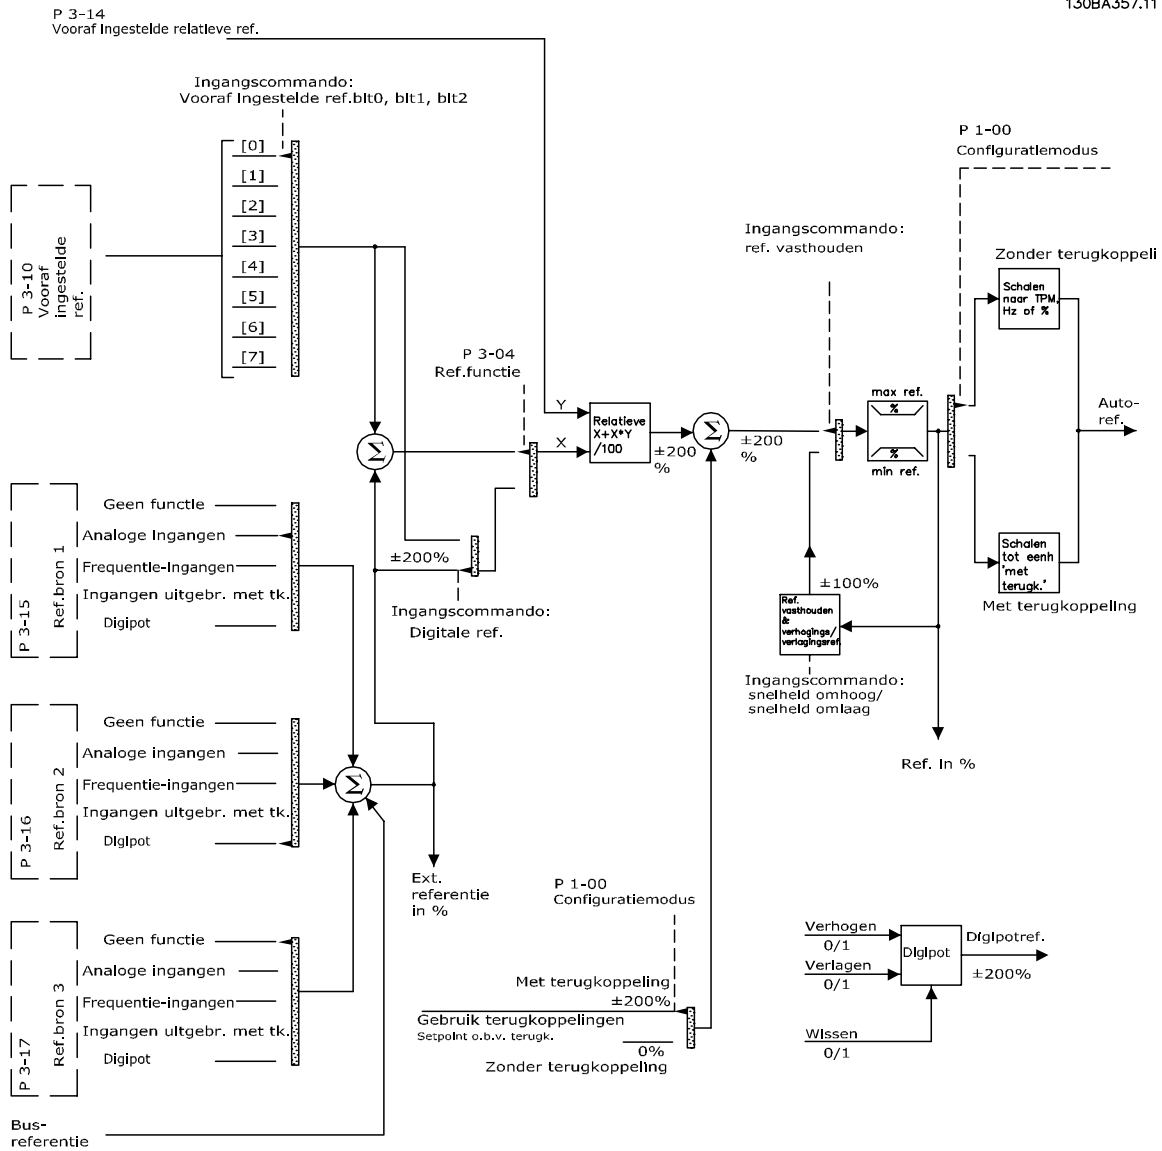 130BA357.11
P 3-14
Vooraf Ingestelde relatieve ref.
Ingangscommando:
Vooraf Ingestelde ref.blt0, blt1, blt2
[0]
[1]
[2]
[3]
[4]
[5]
[6]
[7]
P 3-10
Vooraf
ingestelde
ref.
P 1-00
Configuratiemodus
Ingangscommando:
ref. vasthouden
Zonder terugkoppeli
Schalen
naar TPM,
Hz of %
P 3-04
Ref.functie
Y
X
Relatieve
X+X*Y
/100
±200
%
Σ
±200
%
max ref.
%
%
min ref.
Auto-
ref.
Σ
P 3-15
Ref.bron 1
Geen functie
Analoge Ingangen
Frequentie-Ingangen
Ingangen uitgebr. met tk.
Digipot
±200%
Ingangscommando:
Digitale ref.
Schalen
tot eenh
'met
terugk.'
Met terugkoppeling
±100%
Ref.
vasthouden
&
verhogings/
verlagingsref.
Ingangscommando:
snelheld omhoog/
snelheld omlaag
Ref. In %
P 3-16
Ref.bron 2
Geen functie
Analoge ingangen
Frequentie-ingangen
Ingangen uitgebr. met tk.
DIgIpot
Σ
Ext.
referentie
in %
P 3-17
Ref.bron 3
Geen functie
Analoge ingangen
Frequentie-ingangen
Ingangen uitgebr. met tk.
Digipot
Bus-
referentie
P 1-00
Configuratiemodus
Met terugkoppeling
±200%
Gebruik terugkoppelingen
Setpoint o.b.v. terugk.
0%
Zonder terugkoppeling
Verhogen
0/1
Verlagen
0/1
DIgIpot
DIgIpotref.
±200%
WIssen
0/1